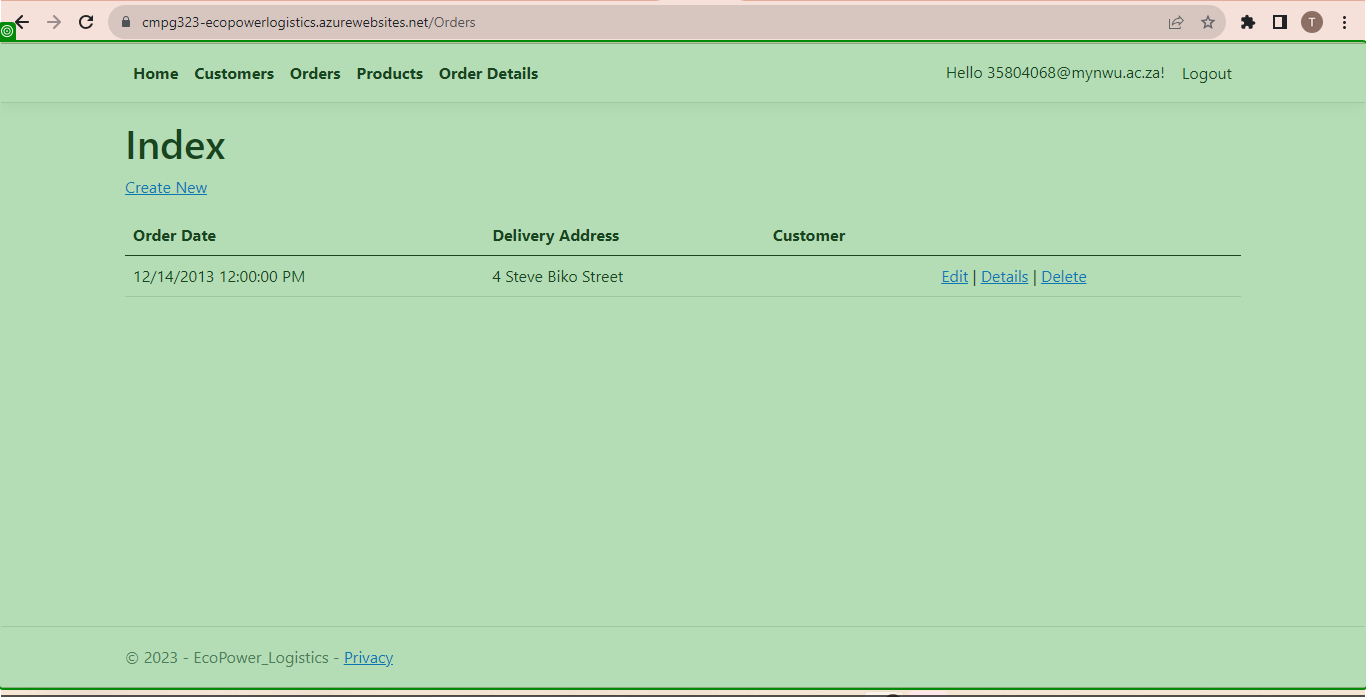 cmpg323-ecopowerlogistics.azurewebsites.net/Orders
T
Home Customers Orders Products Order Details Hello 35804068@mynwu.ac.za! Logout
Index
Create New
Order Date Delivery Address Customer
12/14/2013 12:00:00 PM 4 Steve Biko Street Edit | Details | Delete
© 2023 - EcoPower_Logistics - Privacy